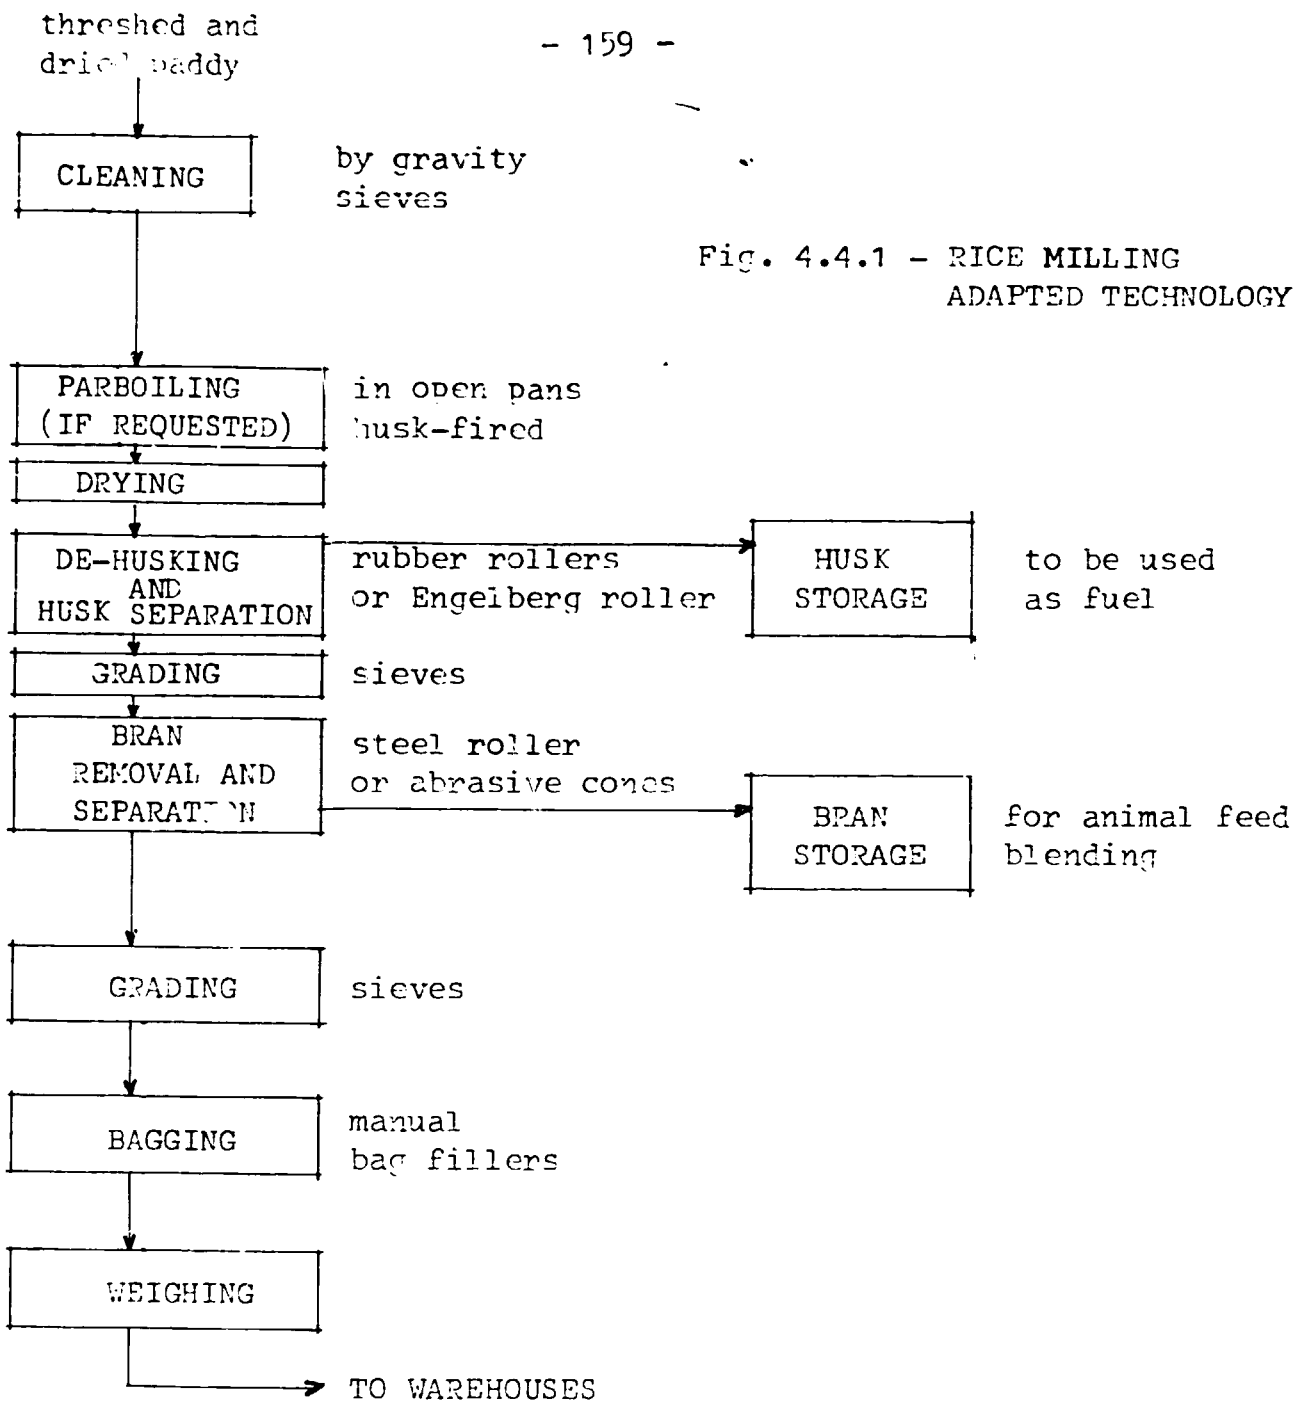 threshed and
dried paddy
- 159 -
CLEANING
by gravity
sieves
Fig. 4.4.1 - RICE MILLING
ADAPTED TECHNOLOGY
PARBOILING
(IF REQUESTED)
in open pans
husk-fired
DRYING
DE-HUSKING
AND
HUSK SEPARATION
rubber rollers
or Engelberg roller
HUSK
STORAGE
to be used
as fuel
GRADING
sieves
BRAN
REMOVAL AND
SEPARATION
steel roller
or abrasive cones
BRAN
STORAGE
for animal feed
blending
GRADING
sieves
BAGGING
manual
bag fillers
WEIGHING
TO WAREHOUSES